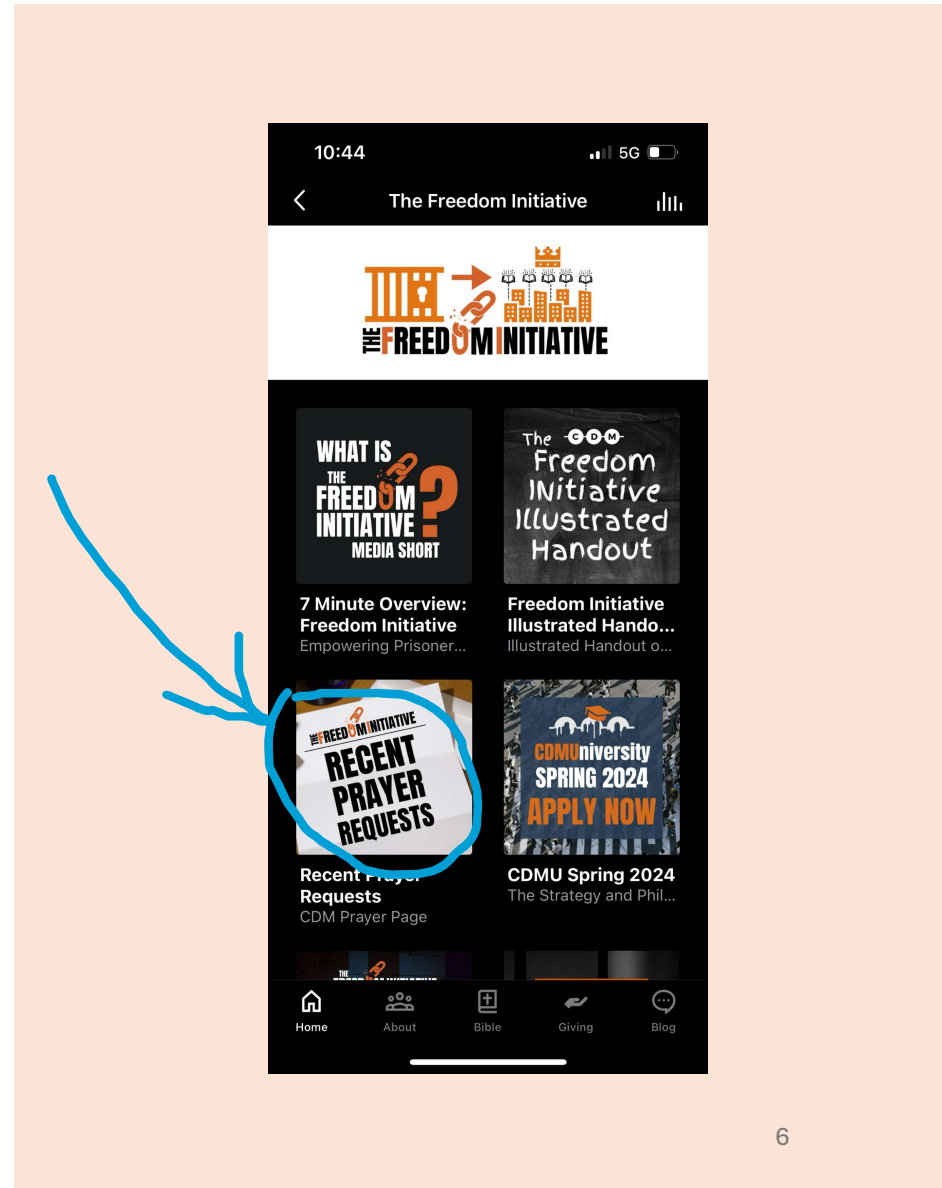 10:44 5G
The Freedom Initiative
THE FREEDOM INITIATIVE
WHAT IS
THE
FREEDOM
INITIATIVE ?
MEDIA SHORT
The CDM
Freedom
INitiative
Illustrated
Handout
7 Minute Overview:
Freedom Initiative
Empowering Prisoner...
Freedom Initiative
Illustrated Hando...
Illustrated Handout o...
THE FREEDOM INITIATIVE
RECENT
PRAYER
REQUESTS
CDMUniversity
SPRING 2024
APPLY NOW
Recent Prayer
Requests
CDM Prayer Page
CDMU Spring 2024
The Strategy and Phil...
THE
Home About Bible Giving Blog
6